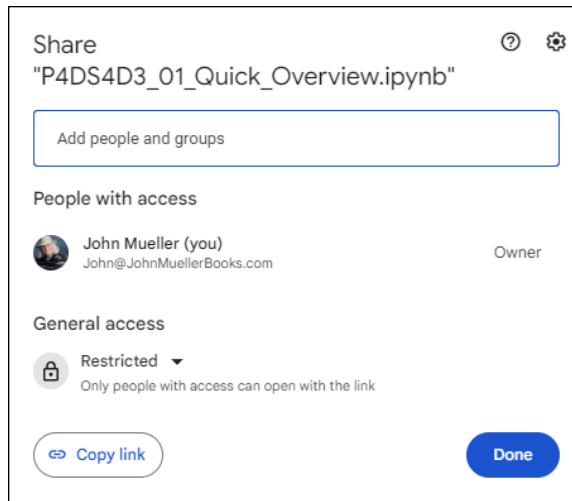 Share
"P4DS4D3_01_Quick_Overview.ipynb"
Add people and groups
People with access
John Mueller (you)
John@JohnMuellerBooks.com
Owner
General access
Restricted
Only people with access can open with the link
Copy link
Done